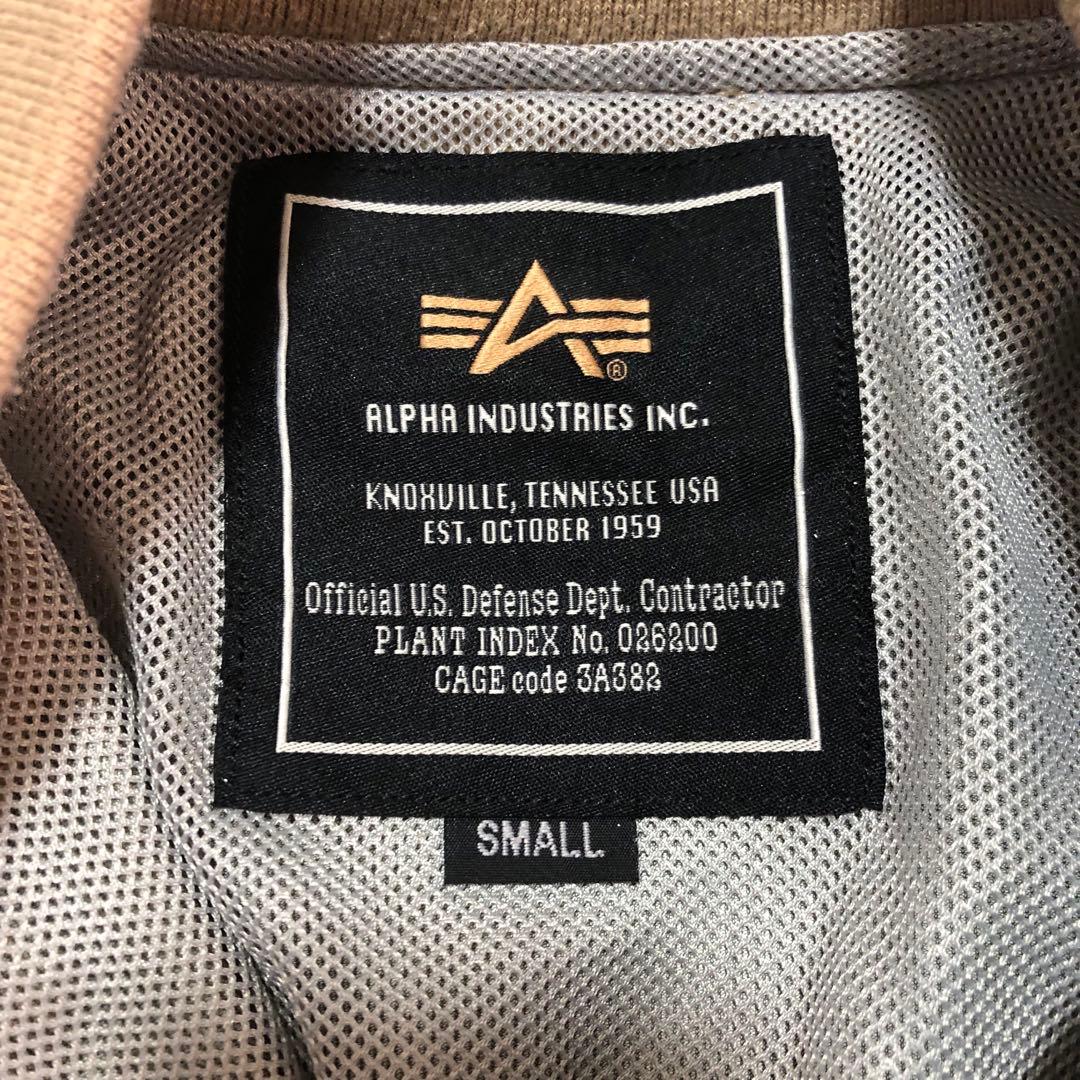 ®
ALPHA INDUSTRIES INC.
KNOXVILLE, TENNESSEE USA
EST. OCTOBER 1959
Official U.S. Defense Dept. Contractor
PLANT INDEX No. 026200
CAGE code 3A382
SMALL